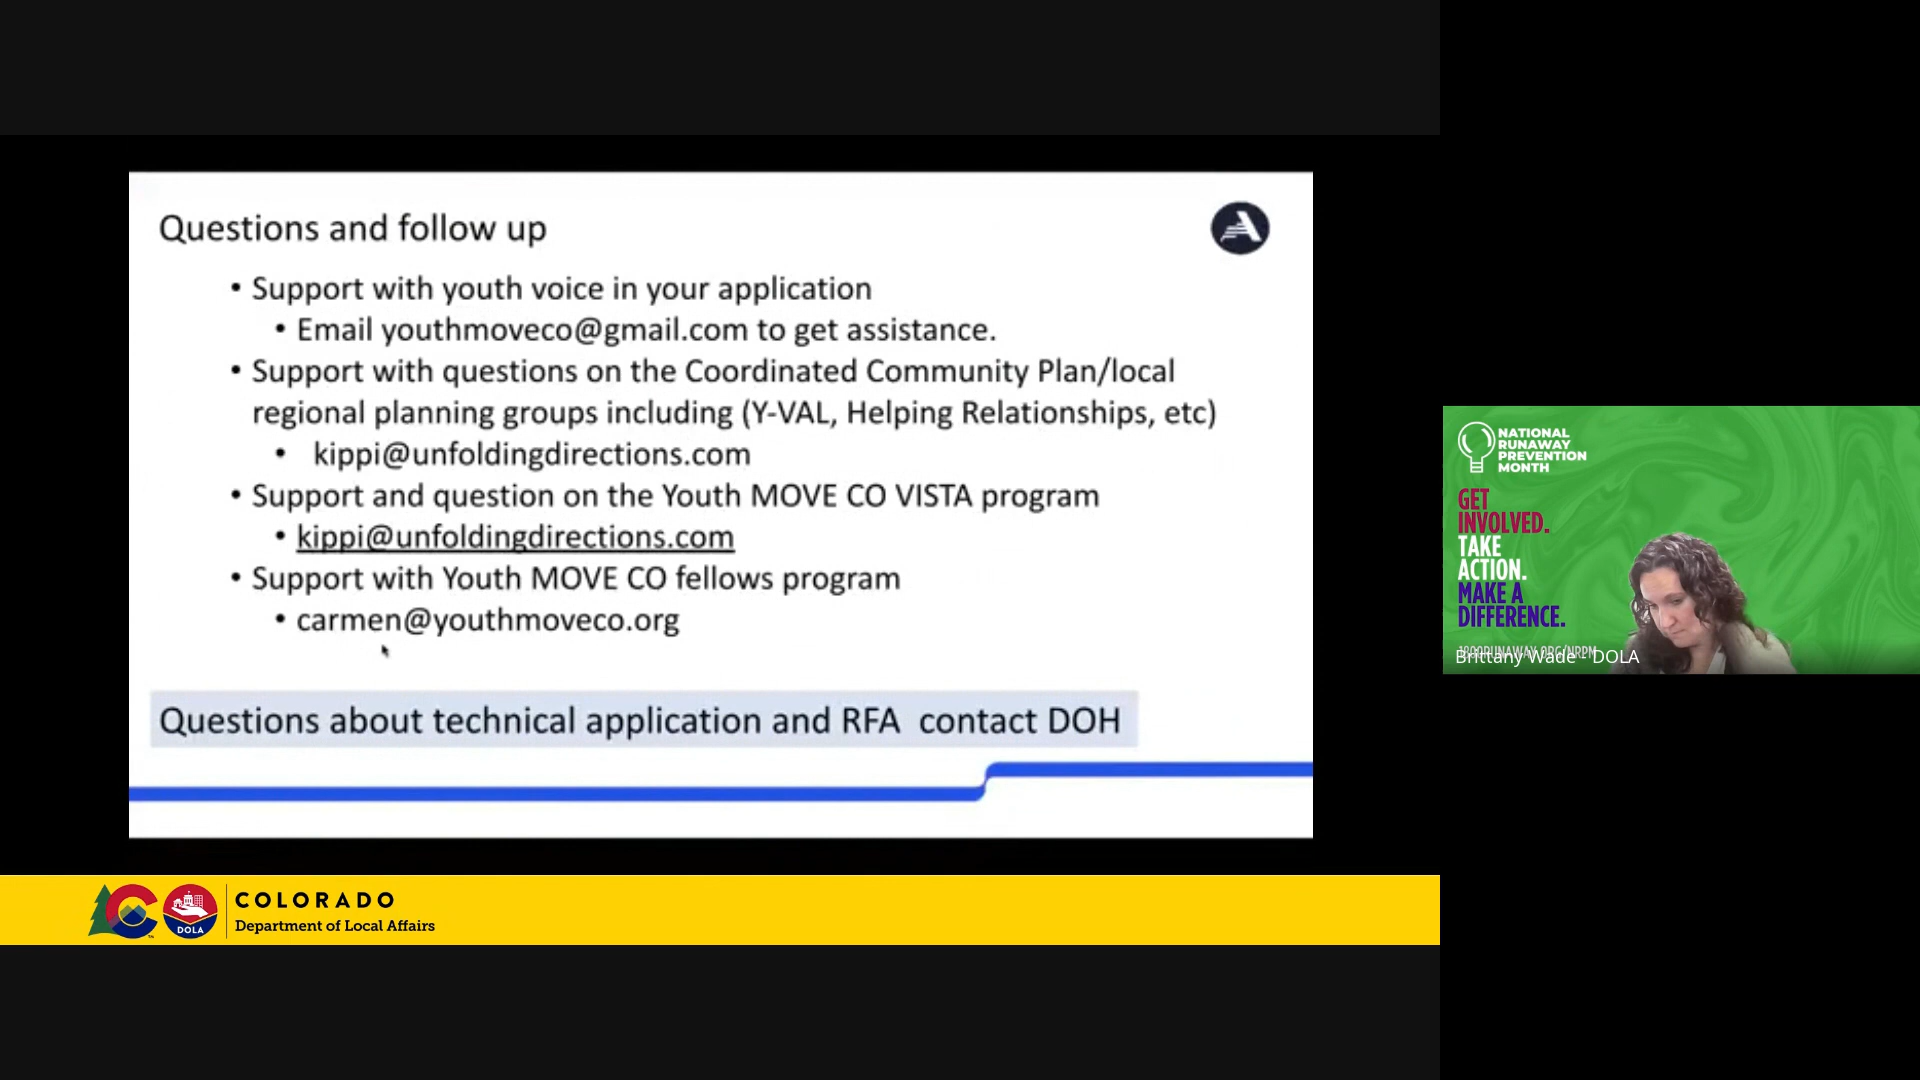 Questions and follow up
• Support with youth voice in your application
• Email youthmoveco@gmail.com to get assistance.
• Support with questions on the Coordinated Community Plan/local
regional planning groups including (Y-VAL, Helping Relationships, etc)
• kippi@unfoldingdirections.com
• Support and question on the Youth MOVE CO VISTA program
• kippi@unfoldingdirections.com
• Support with Youth MOVE CO fellows program
• carmen@youthmoveco.org
Questions about technical application and RFA contact DOH
DOLA
COLORADO
Department of Local Affairs
NATIONAL
RUNAWAY
PREVENTION
MONTH
GET
INVOLVED.
TAKE
ACTION.
MAKE A
DIFFERENCE.
1800RUNAWAY.ORG/NRPM
Brittany Wade - DOLA